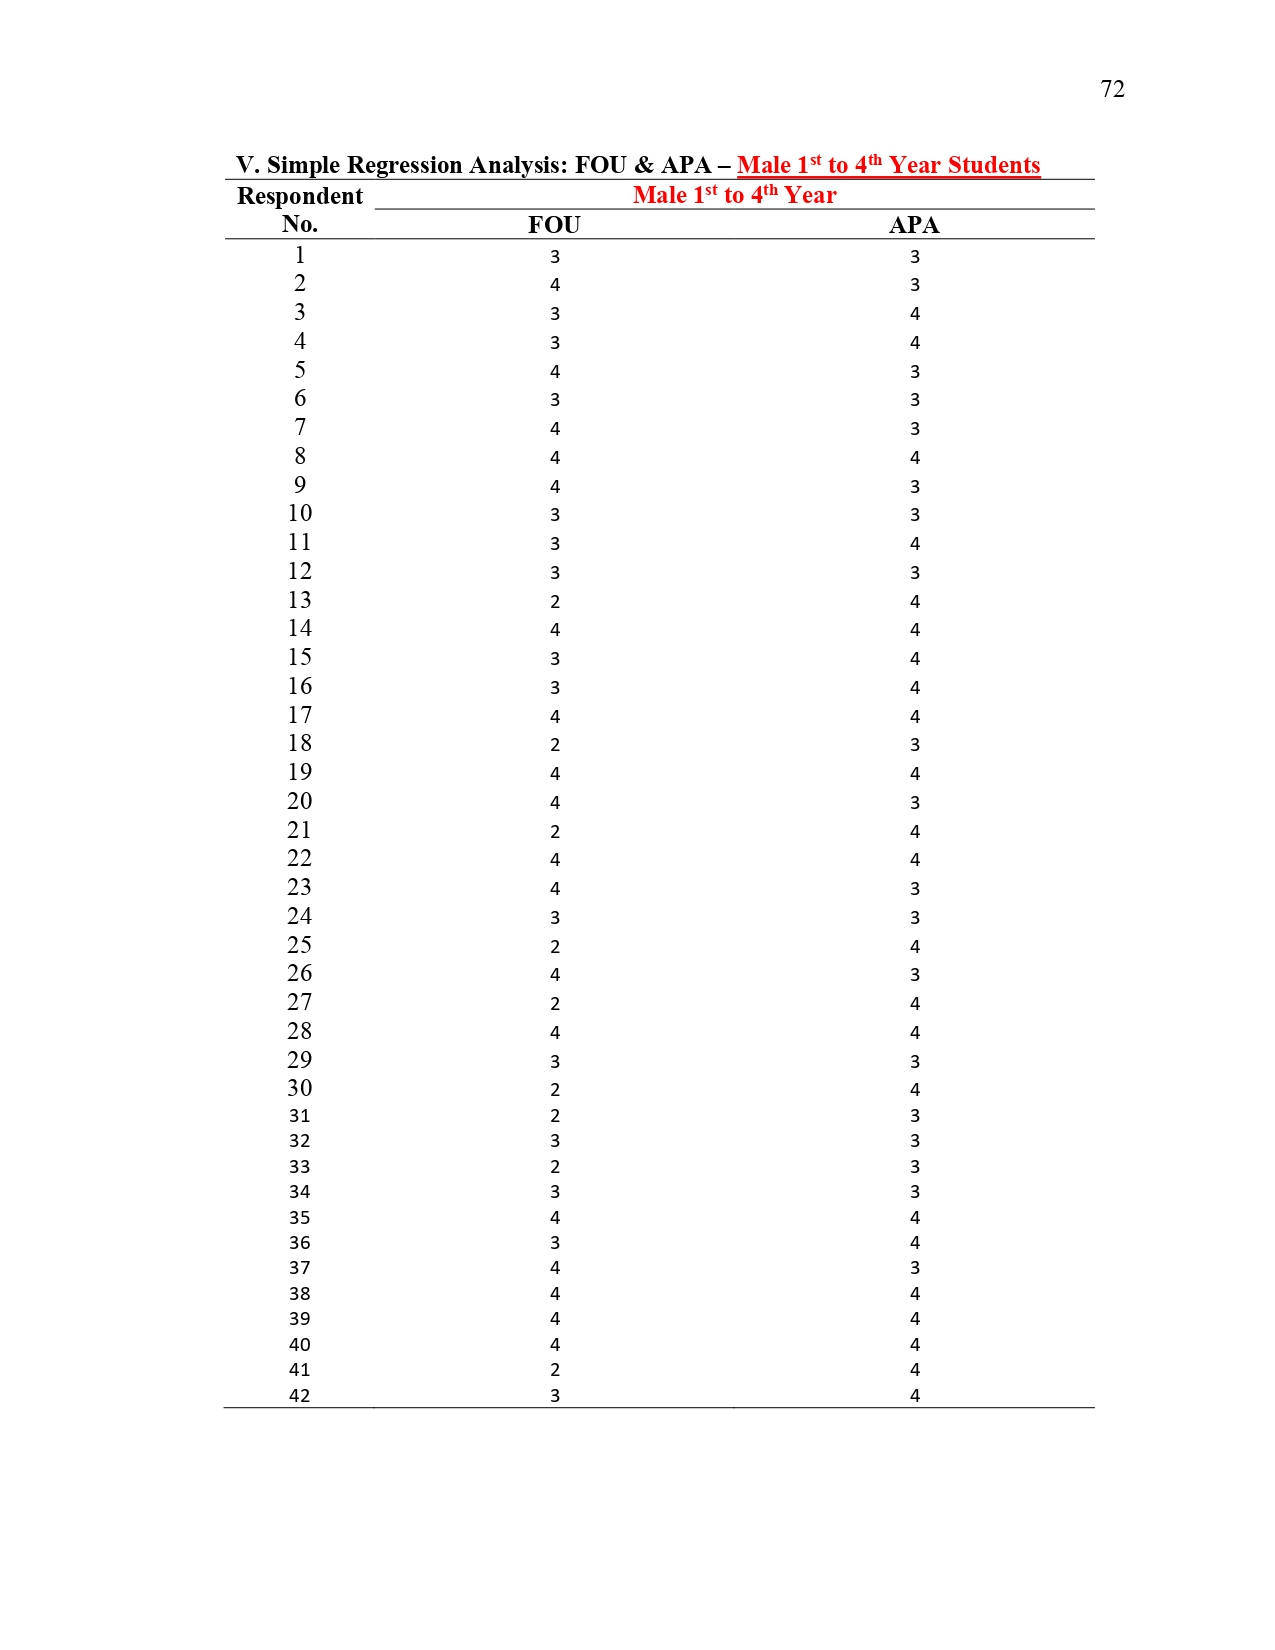 72
V. Simple Regression Analysis: FOU & APA – Male 1st to 4th Year Students
Respondent No. Male 1st to 4th Year
FOU APA
1 3 3
2 4 3
3 3 4
4 3 4
5 4 3
6 3 3
7 4 3
8 4 4
9 4 3
10 3 3
11 3 4
12 3 3
13 2 4
14 4 4
15 3 4
16 3 4
17 4 4
18 2 3
19 4 4
20 4 3
21 2 4
22 4 4
23 4 3
24 3 3
25 2 4
26 4 3
27 2 4
28 4 4
29 3 3
30 2 4
31 2 3
32 3 3
33 2 3
34 3 3
35 4 4
36 3 4
37 4 3
38 4 4
39 4 4
40 4 4
41 2 4
42 3 4